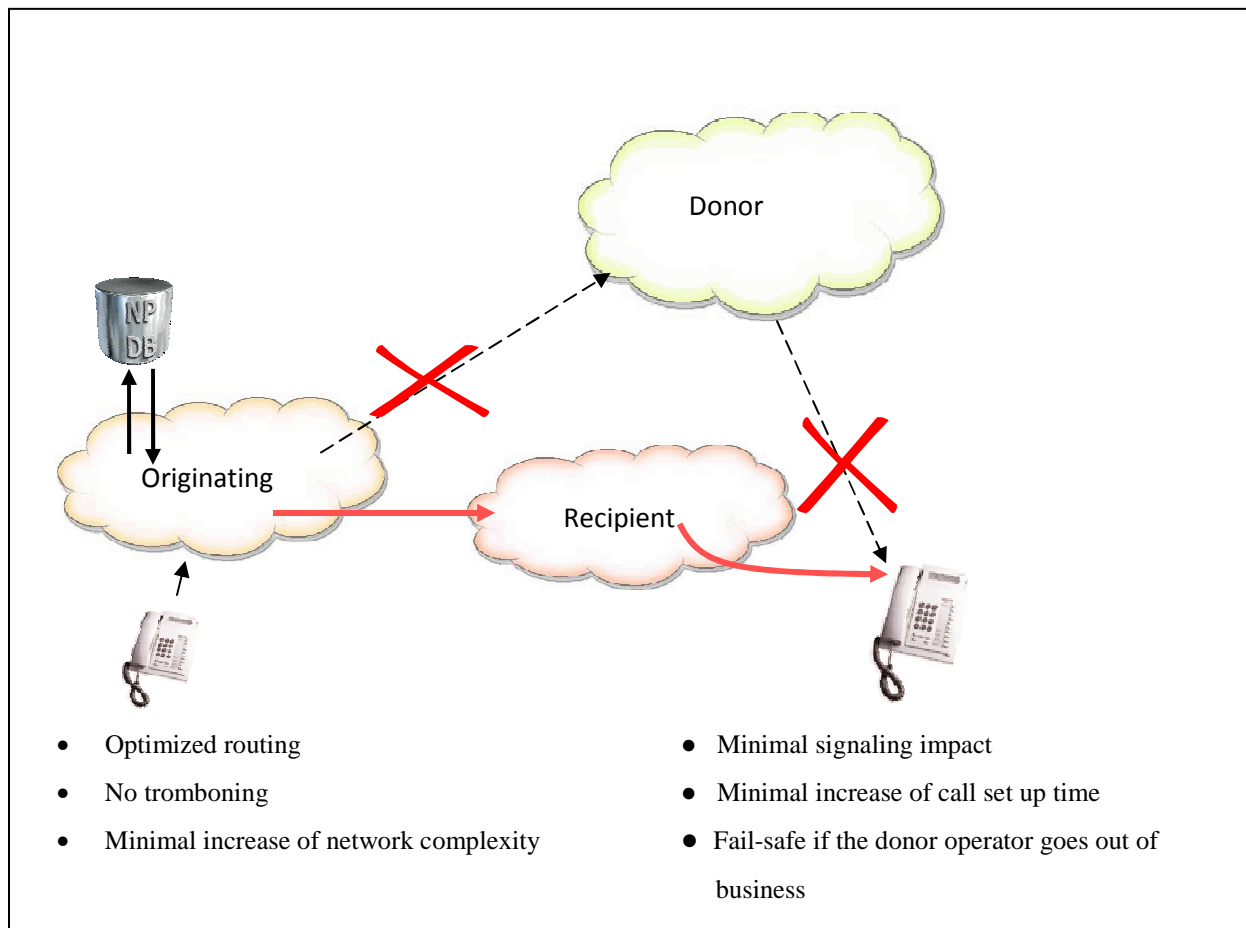 Donor
NP
DB
Originating
Recipient
• Optimized routing
• No tromboning
• Minimal increase of network complexity
● Minimal signaling impact
● Minimal increase of call set up time
● Fail-safe if the donor operator goes out of
business